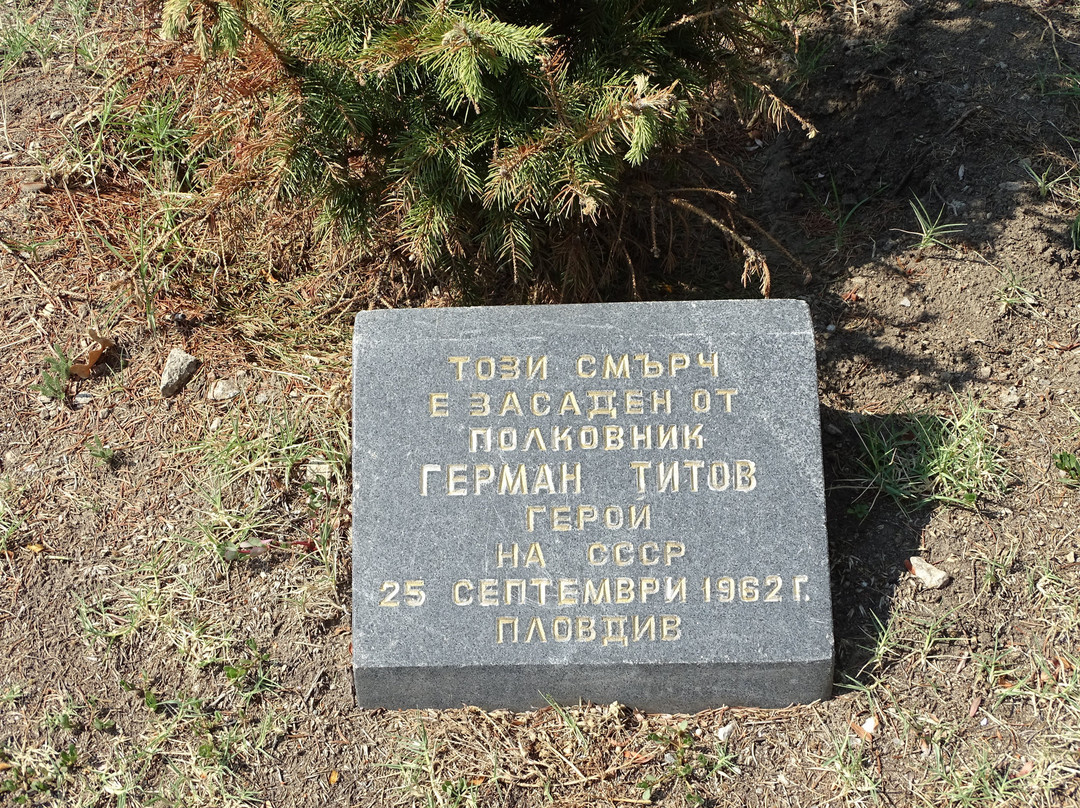 ТОЗИ СМЪРЧ
Е ЗАСАДЕН ОТ
ПОЛКОВНИК
ГЕРМАН ТИТОВ
ГЕРОЙ
НА СССР
25 СЕПТЕМВРИ 1962 Г.
ПЛОВДИВ